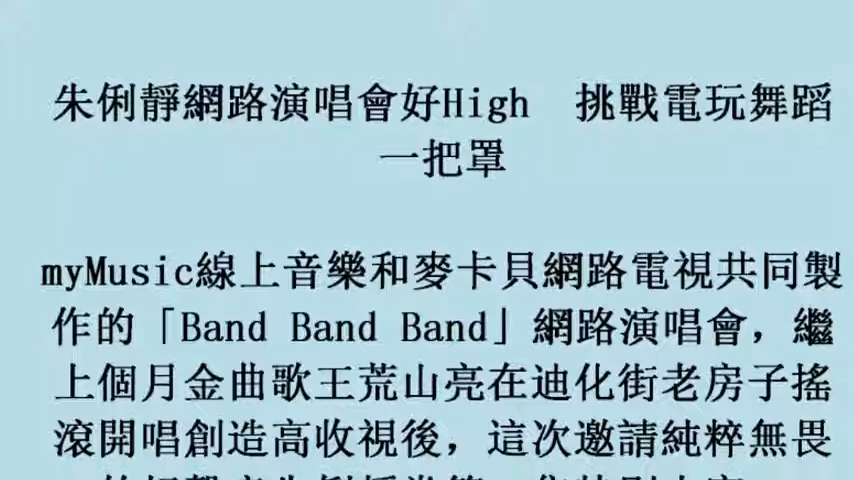 朱俐靜網路演唱會好High　挑戰電玩舞蹈
一把罩
myMusic線上音樂和麥卡貝網路電視共同製
作的「Band Band Band」網路演唱會，繼
上個月金曲歌王荒山亮在迪化街老房子搖
滾開唱創造高收視後，這次邀請純粹無畏